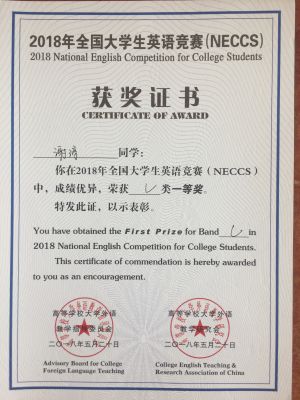 2018年全国大学生英语竞赛(NECCS)
2018 National English Competition for College Students
获奖证书
CERTIFICATE OF AWARD
同学:
你在2018年全国大学生英语竞赛(NECCS)
中,成绩优异,荣获 类一等奖。
特发此证,以示表彰。
You have obtained the First Prize for Band in
2018 National English Competition for College Students.
This certificate of commendation is hereby awarded
to you as an encouragement.
高等学校大学外语 高等学校大学外语
教学指导委员会 教学研究会
二〇一八年五月二十日 二〇一八年五月二十日
Advisory Board for College College English Teaching &
Foreign Language Teaching Research Association of China